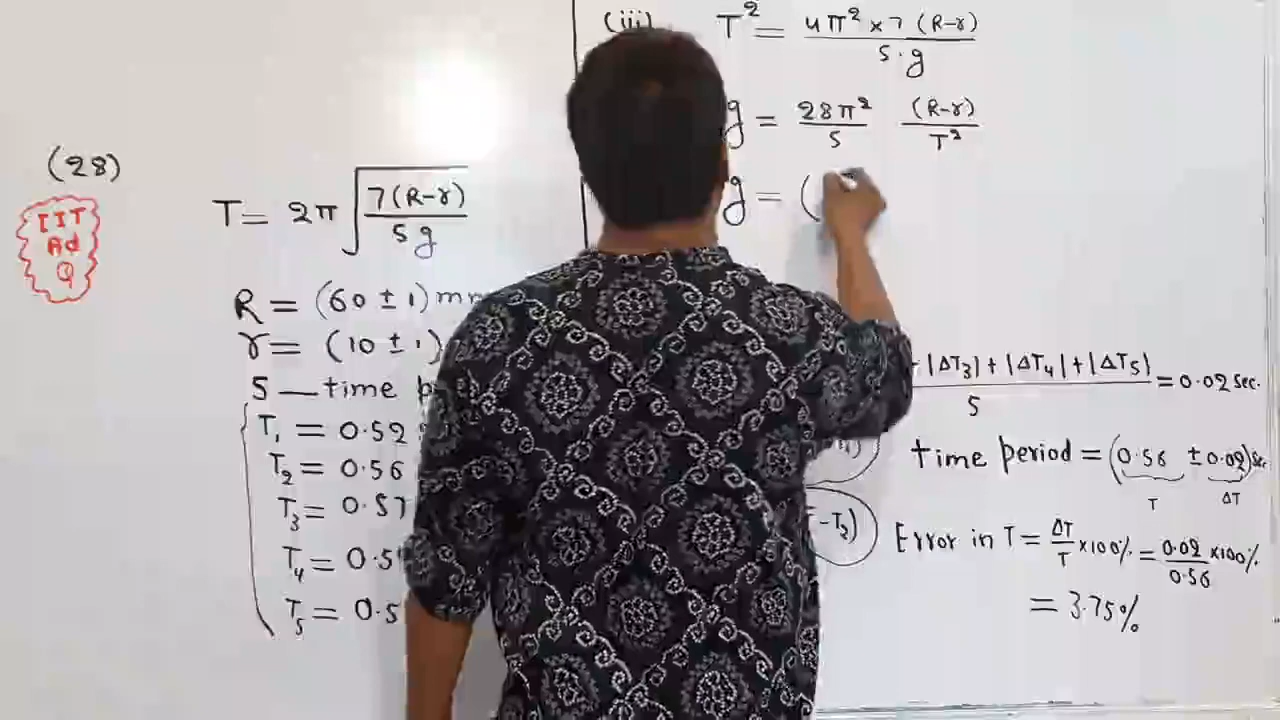 (28)
IIT
Ad
Q
T = 2π √(7(R-r)/5g)
R = (60 ± 1) m
r = (10 ± 1)
5 — time p
T₁ = 0.52
T₂ = 0.56
T₃ = 0.57
T₄ = 0.5
T₅ = 0.5
(iii) T² = 4π² × 7 (R-r) / 5.g
g = 28π²/5 (R-r)/T²
g = (
|ΔT₃| + |ΔT₄| + |ΔT₅| / 5 = 0.02 sec.
time period = (0.56 ± 0.02) sec
T ΔT
-T₂)
Error in T = ΔT/T × 100% = 0.02/0.56 × 100%
= 3.75%